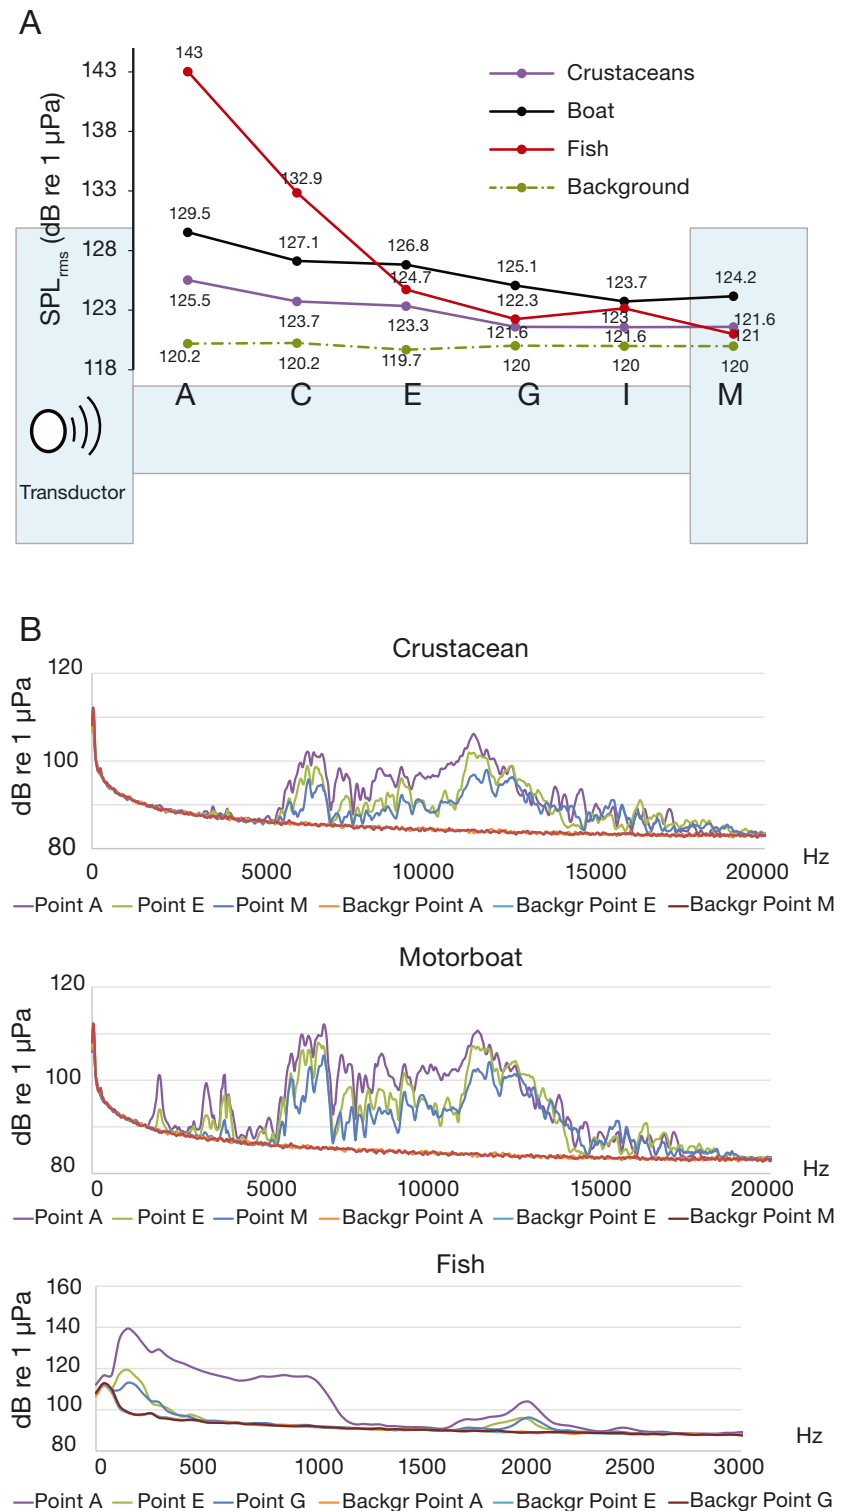 A
SPLrms (dB re 1 µPa)
143
138
133
128
123
118
Crustaceans
Boat
Fish
Background
143
132.9
129.5
127.1
126.8
124.7
125.1
123.7
124.2
125.5
123.7
123.3
122.3
121.6
123
121.6
121.6
121
120.2
120.2
119.7
120
120
120
A C E G I M
Transductor
B
Crustacean
dB re 1 µPa
120
100
80
0 5000 10000 15000 20000 Hz
Point A Point E Point M Backgr Point A Backgr Point E Backgr Point M
Motorboat
dB re 1 µPa
120
100
80
0 5000 10000 15000 20000 Hz
Point A Point E Point M Backgr Point A Backgr Point E Backgr Point M
Fish
dB re 1 µPa
160
140
120
100
80
0 500 1000 1500 2000 2500 3000 Hz
Point A Point E Point G Backgr Point A Backgr Point E Backgr Point G